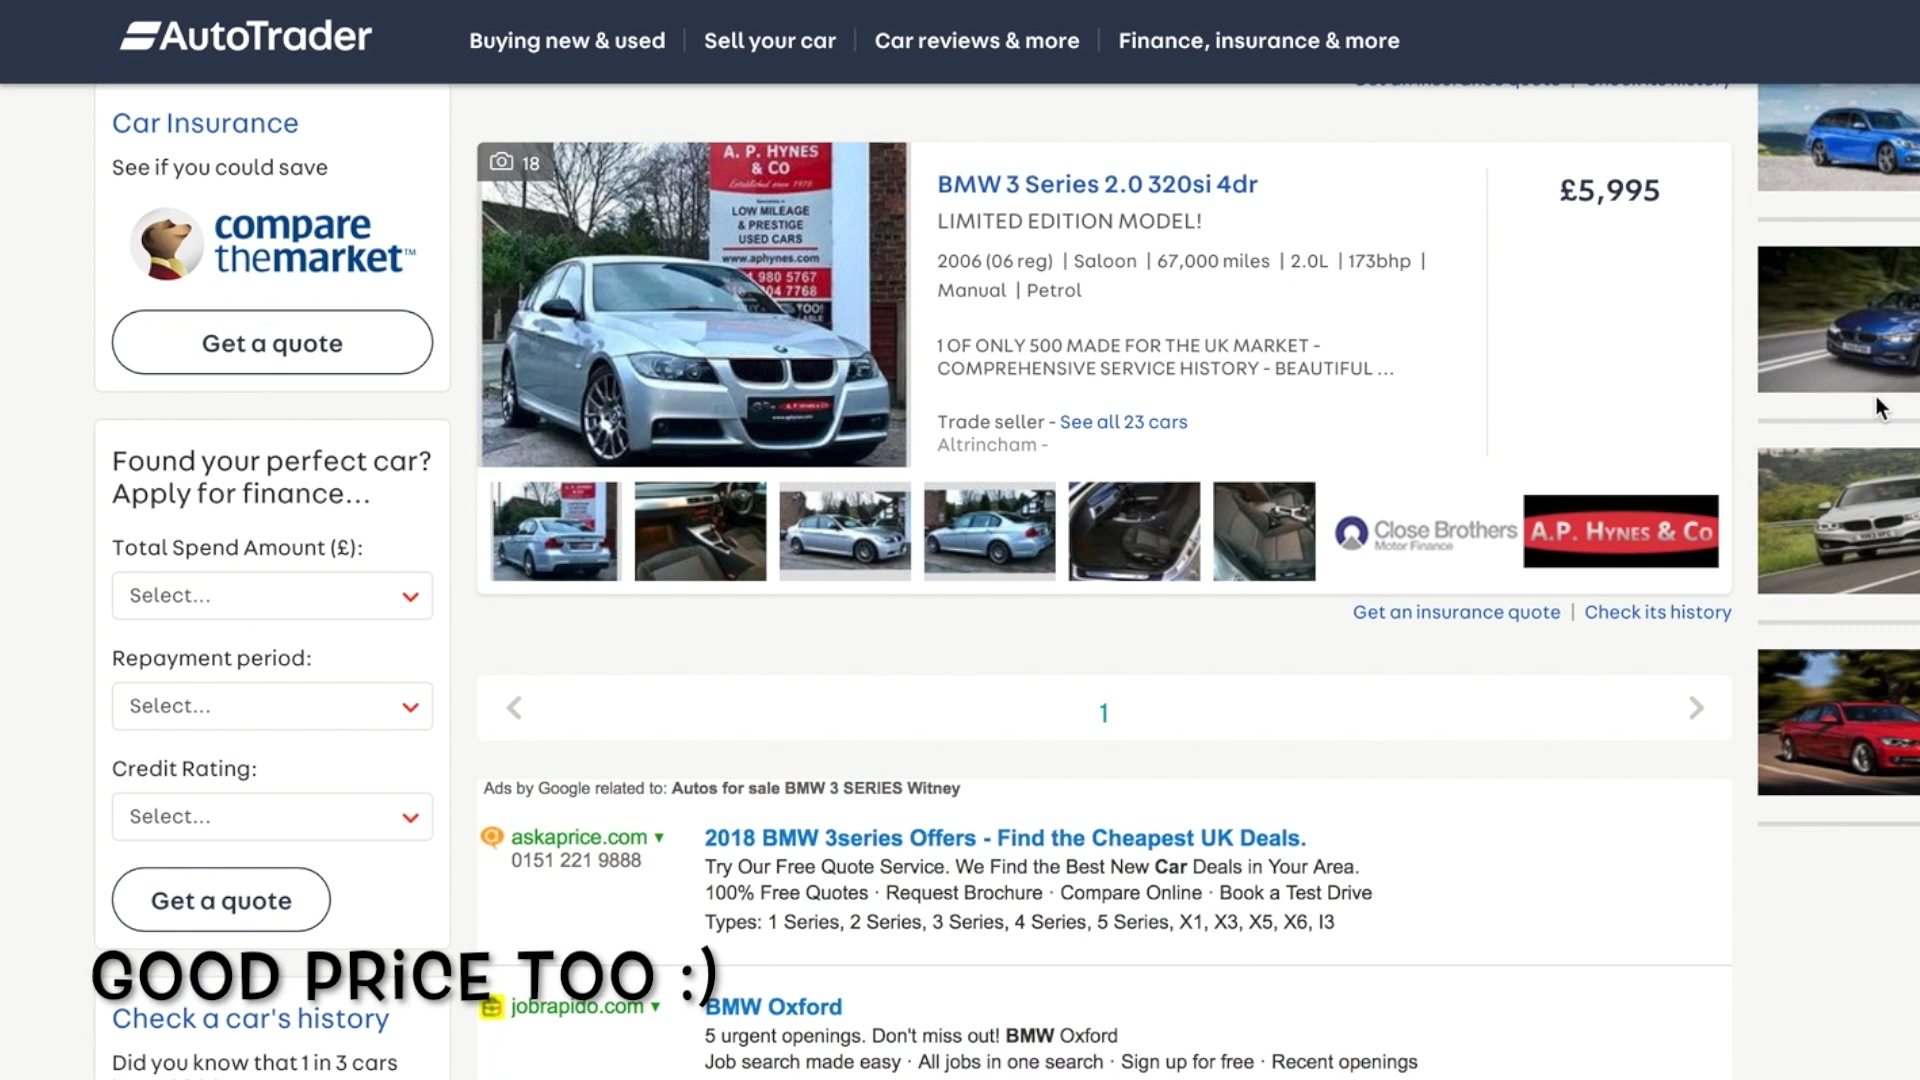 AutoTrader
Buying new & used
Sell your car
Car reviews & more
Finance, insurance & more
Car Insurance
See if you could save
compare
themarket™
Get a quote
Found your perfect car?
Apply for finance...
Total Spend Amount (£):
Select...
Repayment period:
Select...
Credit Rating:
Select...
Get a quote
Check a car's history
Did you know that 1 in 3 cars
18
A. P. HYNES
& CO
Established since 1975
LOW MILEAGE
& PRESTIGE
USED CARS
www.aphynes.com
980 5767
04 7768
TOO!
BMW 3 Series 2.0 320si 4dr
LIMITED EDITION MODEL!
2006 (06 reg) | Saloon | 67,000 miles | 2.0L | 173bhp |
Manual | Petrol
1 OF ONLY 500 MADE FOR THE UK MARKET -
COMPREHENSIVE SERVICE HISTORY - BEAUTIFUL ...
Trade seller - See all 23 cars
Altrincham -
£5,995
Close Brothers
Motor Finance
A.P. HYNES & CO
Get an insurance quote | Check its history
1
Ads by Google related to: Autos for sale BMW 3 SERIES Witney
askaprice.com
0151 221 9888
2018 BMW 3series Offers - Find the Cheapest UK Deals.
Try Our Free Quote Service. We Find the Best New Car Deals in Your Area.
100% Free Quotes · Request Brochure · Compare Online · Book a Test Drive
Types: 1 Series, 2 Series, 3 Series, 4 Series, 5 Series, X1, X3, X5, X6, I3
GOOD PRiCE TOO :)
jobrapido.com
BMW Oxford
5 urgent openings. Don't miss out! BMW Oxford
Job search made easy · All jobs in one search · Sign up for free · Recent openings